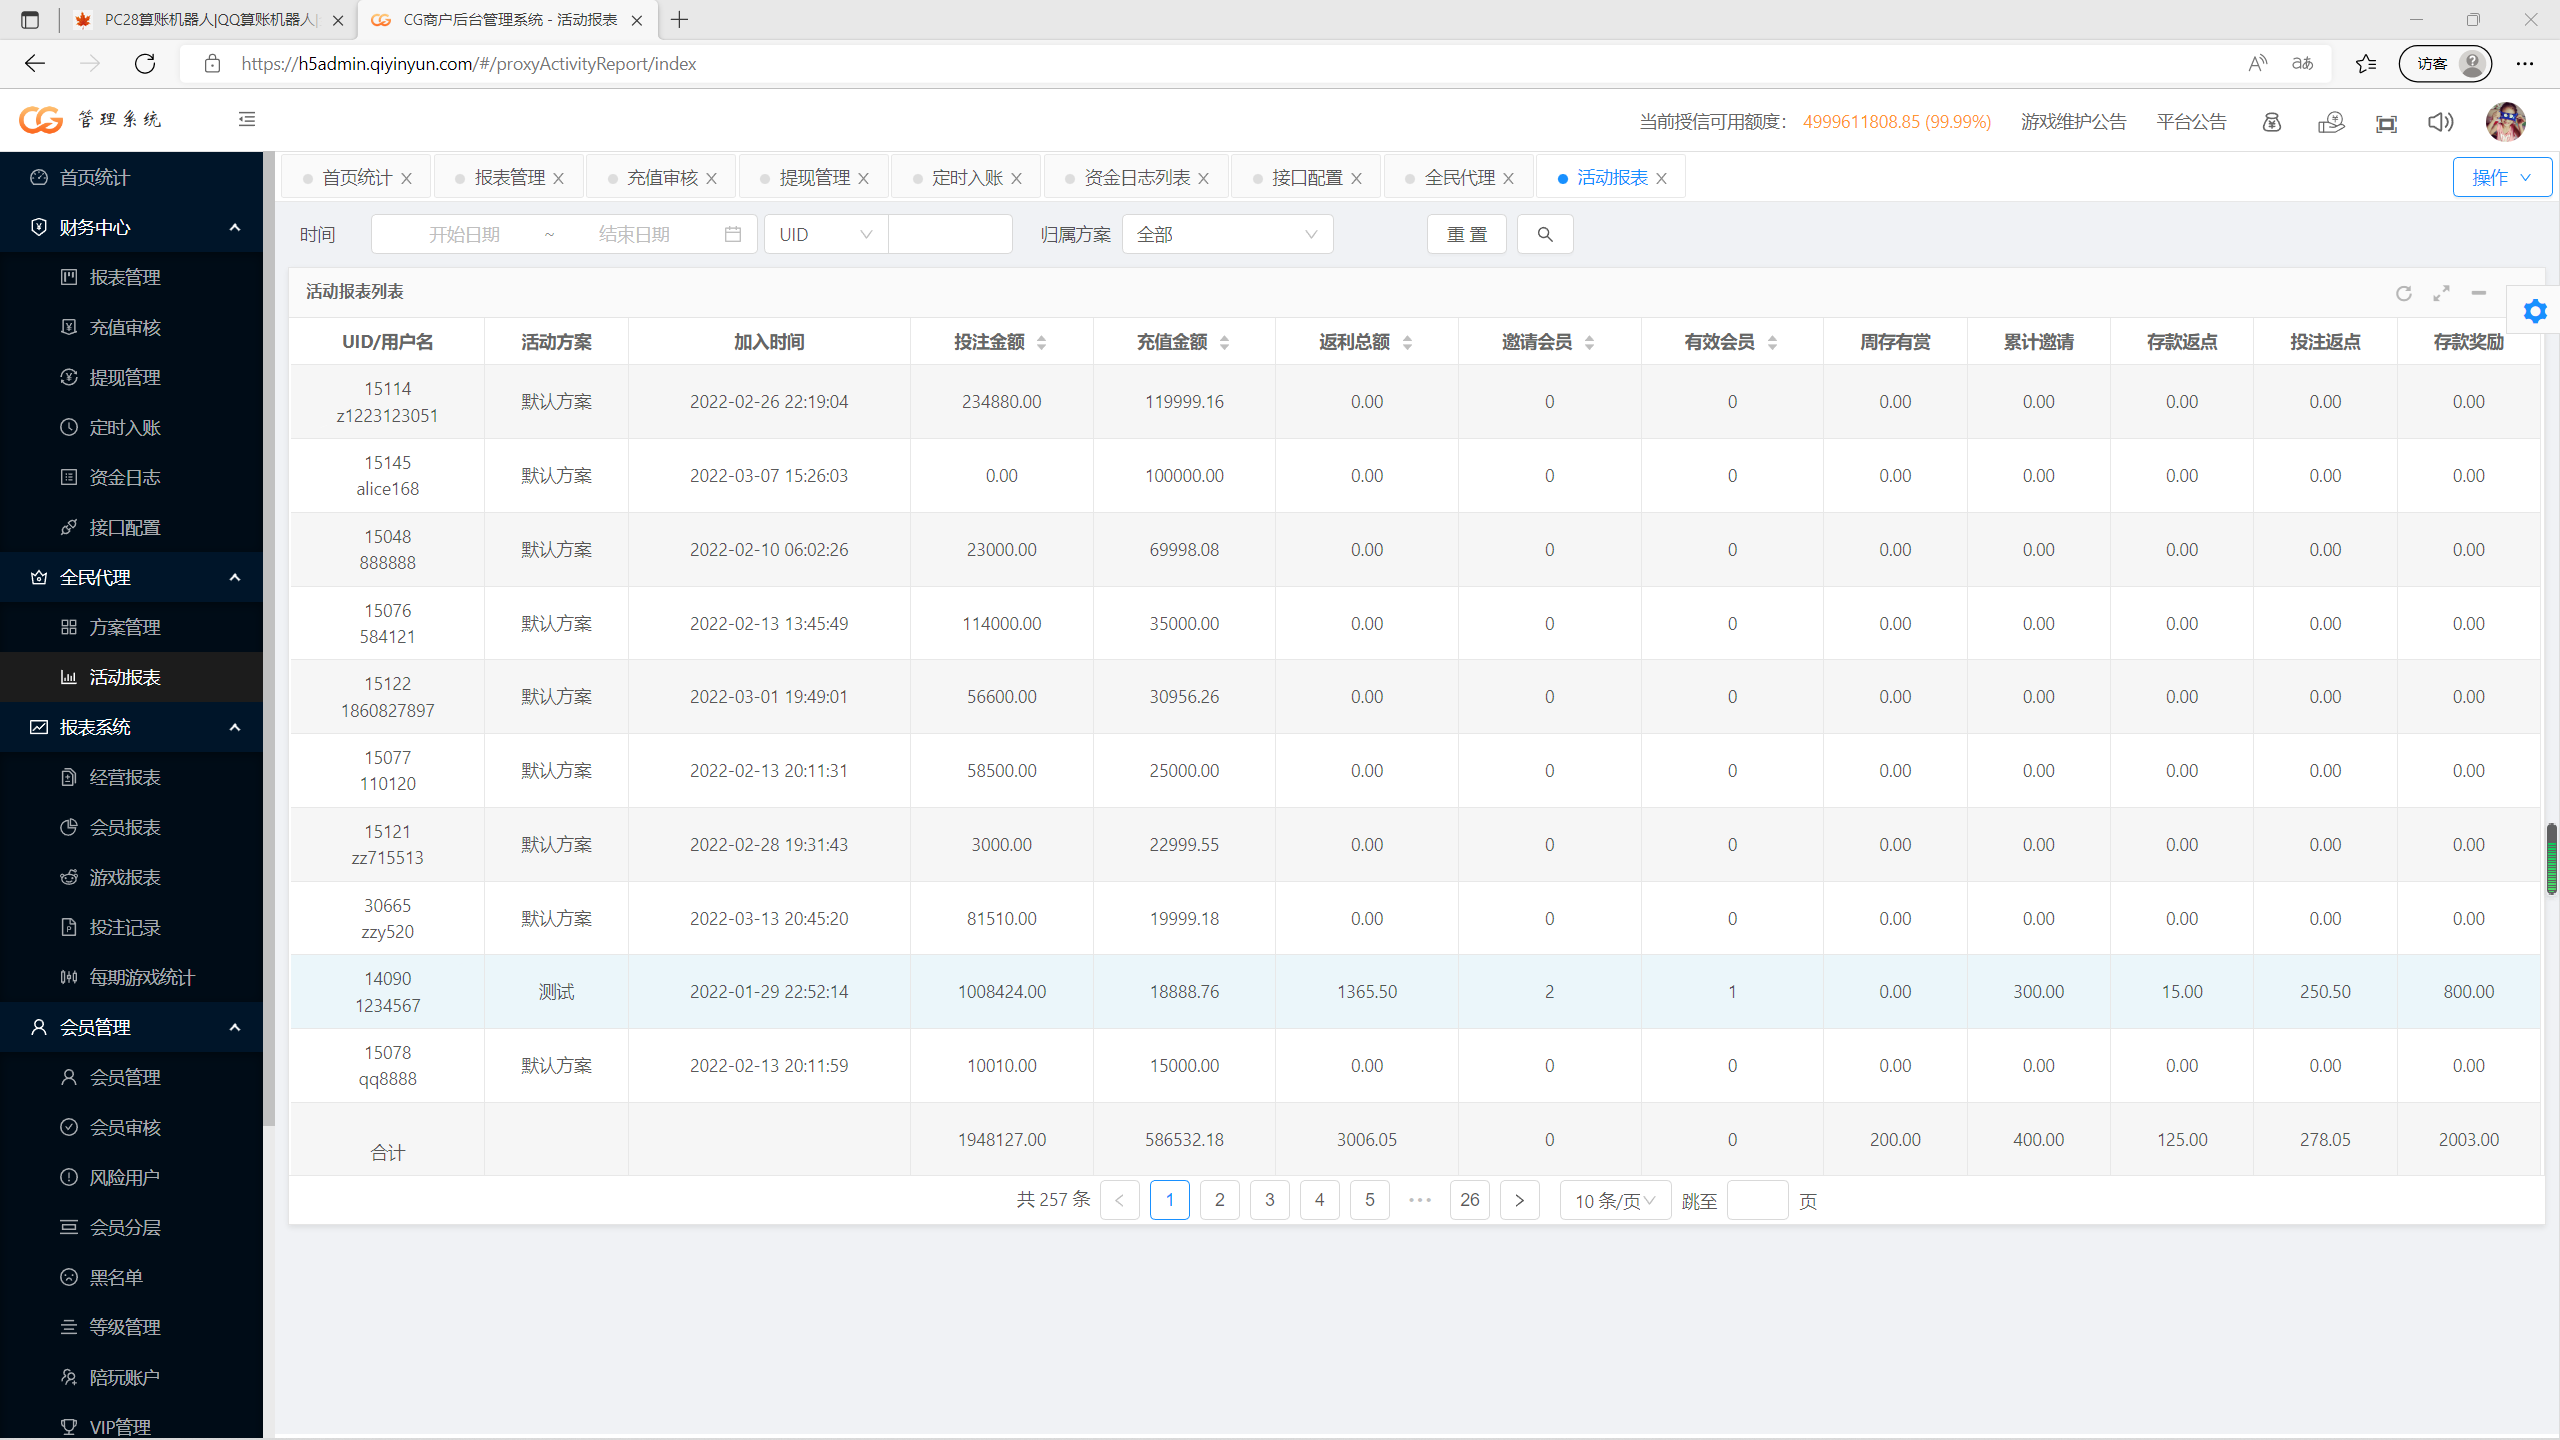 PC28算账机器人|QQ算账机器人|
CG商户后台管理系统 - 活动报表
https://h5admin.qiyinyun.com/#/proxyActivityReport/index
访客
CG 管理系统
当前授信可用额度： 4999611808.85 (99.99%) 游戏维护公告 平台公告
首页统计
财务中心
报表管理
充值审核
提现管理
定时入账
资金日志
接口配置
全民代理
方案管理
活动报表
报表系统
经营报表
会员报表
游戏报表
投注记录
每期游戏统计
会员管理
会员管理
会员审核
风险用户
会员分层
黑名单
等级管理
陪玩账户
VIP管理
首页统计 报表管理 充值审核 提现管理 定时入账 资金日志列表 接口配置 全民代理 活动报表 操作
时间 开始日期 ~ 结束日期 UID 归属方案 全部 重 置
活动报表列表
UID/用户名 活动方案 加入时间 投注金额 充值金额 返利总额 邀请会员 有效会员 周存有赏 累计邀请 存款返点 投注返点 存款奖励
15114
z1223123051 默认方案 2022-02-26 22:19:04 234880.00 119999.16 0.00 0 0 0.00 0.00 0.00 0.00 0.00
15145
alice168 默认方案 2022-03-07 15:26:03 0.00 100000.00 0.00 0 0 0.00 0.00 0.00 0.00 0.00
15048
888888 默认方案 2022-02-10 06:02:26 23000.00 69998.08 0.00 0 0 0.00 0.00 0.00 0.00 0.00
15076
584121 默认方案 2022-02-13 13:45:49 114000.00 35000.00 0.00 0 0 0.00 0.00 0.00 0.00 0.00
15122
1860827897 默认方案 2022-03-01 19:49:01 56600.00 30956.26 0.00 0 0 0.00 0.00 0.00 0.00 0.00
15077
110120 默认方案 2022-02-13 20:11:31 58500.00 25000.00 0.00 0 0 0.00 0.00 0.00 0.00 0.00
15121
zz715513 默认方案 2022-02-28 19:31:43 3000.00 22999.55 0.00 0 0 0.00 0.00 0.00 0.00 0.00
30665
zzy520 默认方案 2022-03-13 20:45:20 81510.00 19999.18 0.00 0 0 0.00 0.00 0.00 0.00 0.00
14090
1234567 测试 2022-01-29 22:52:14 1008424.00 18888.76 1365.50 2 1 0.00 300.00 15.00 250.50 800.00
15078
qq8888 默认方案 2022-02-13 20:11:59 10010.00 15000.00 0.00 0 0 0.00 0.00 0.00 0.00 0.00
合计 1948127.00 586532.18 3006.05 0 0 200.00 400.00 125.00 278.05 2003.00
共 257 条 1 2 3 4 5 ••• 26 10 条/页 跳至 页